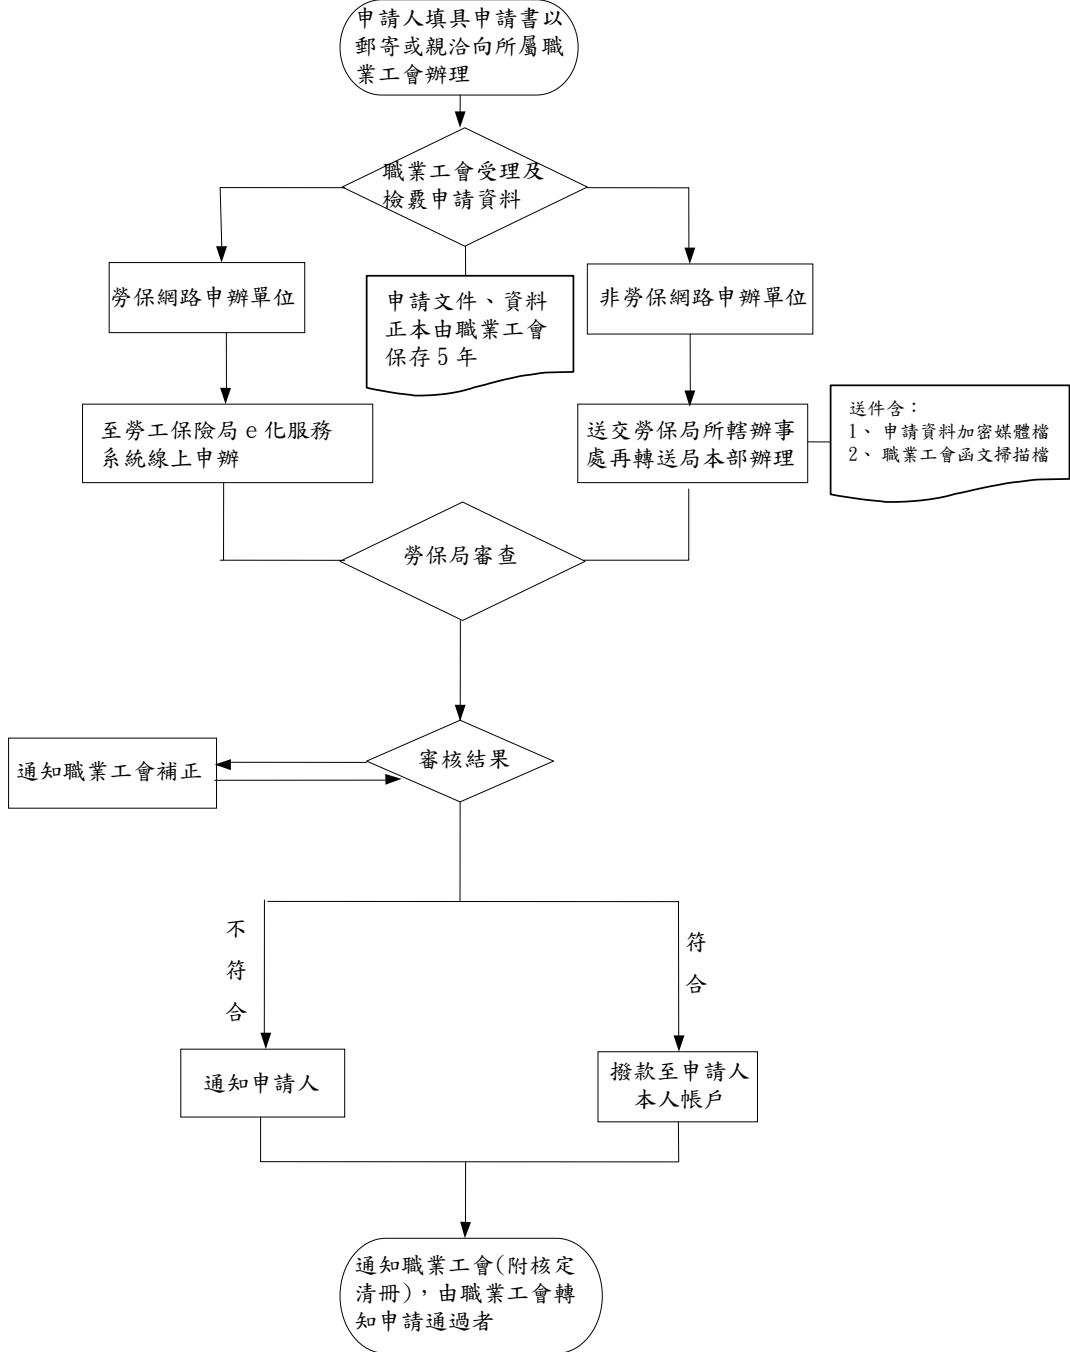 申請人填具申請書以
郵寄或親洽向所屬職
業工會辦理
職業工會受理及
檢覈申請資料
勞保網路申辦單位
申請文件、資料
正本由職業工會
保存5年
非勞保網路申辦單位
至勞工保險局e化服務
系統線上申辦
送交勞保局所轄辦事
處再轉送局本部辦理
送件含：
1、 申請資料加密媒體檔
2、 職業工會函文掃描檔
勞保局審查
審核結果
通知職業工會補正
不
符
合
符
合
通知申請人
撥款至申請人
本人帳戶
通知職業工會(附核定
清冊)，由職業工會轉
知申請通過者